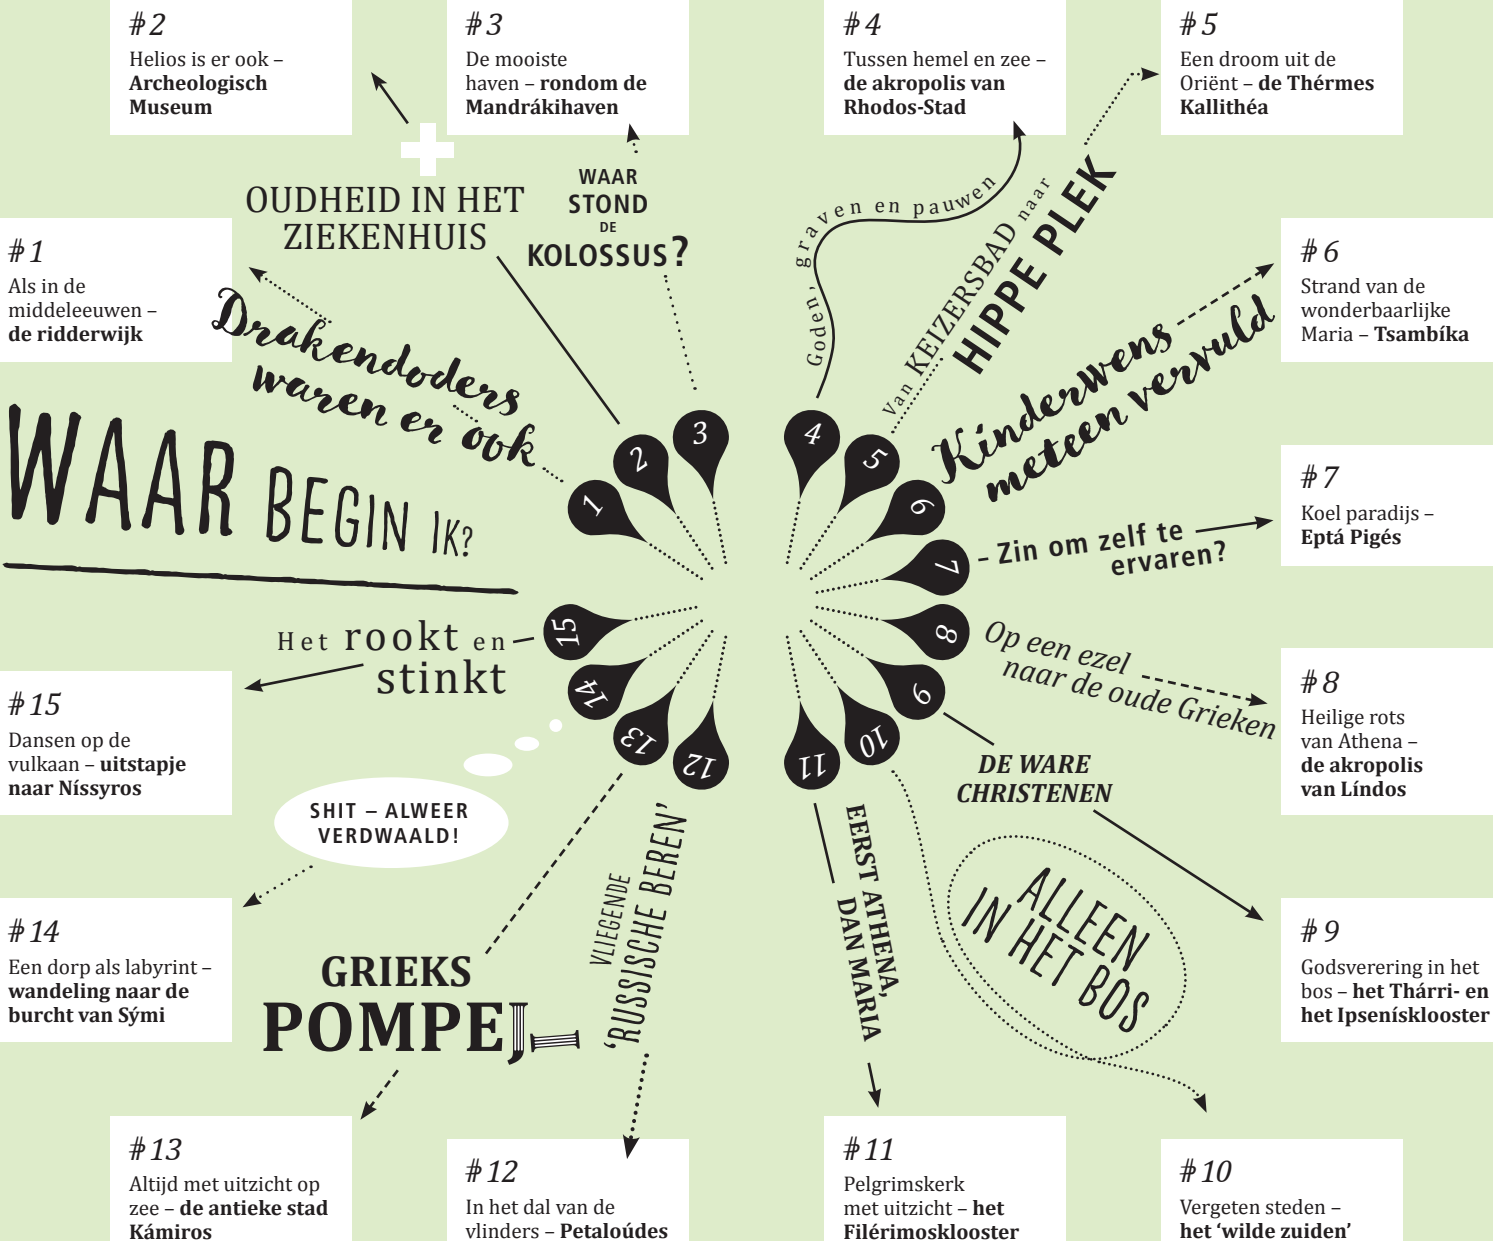 #2
Helios is er ook –
Archeologisch
Museum
#3
De mooiste
haven – rondom de
Mandrákihaven
#4
Tussen hemel en zee –
de akropolis van
Rhodos-Stad
#5
Een droom uit de
Oriënt – de Thérmes
Kallithéa
OUDHEID IN HET
ZIEKENHUIS
WAAR
STOND
DE
KOLOSSUS?
Goden, graven en pauwen
Van KEIZERSBAD naar
HIPPE PLEK
#1
Als in de
middeleeuwen –
de ridderwijk
Drakendoders
waren er ook
Kinderwens
meteen vervuld
#6
Strand van de
wonderbaarlijke
Maria – Tsambíka
WAAR BEGIN IK?
1
2
3
4
5
6
7
8
9
10
11
12
13
14
15
– Zin om zelf te
ervaren?
#7
Koel paradijs –
Eptá Pigés
Het rookt en
stinkt
Op een ezel
naar de oude Grieken
#8
Heilige rots
van Athena –
de akropolis
van Líndos
#15
Dansen op de
vulkaan – uitstapje
naar Níssyros
SHIT – ALWEER
VERDWAALD!
DE WARE
CHRISTENEN
#14
Een dorp als labyrint –
wandeling naar de
burcht van Sými
GRIEKS
POMPEJ
VLIEGENDE
‘RUSSISCHE BEREN’
EERST ATHENA,
DAN MARIA
ALLEEN
IN HET BOS
#9
Godsverering in het
bos – het Thárri- en
het Ipsenísklooster
#13
Altijd met uitzicht op
zee – de antieke stad
Kámiros
#12
In het dal van de
vlinders – Petaloúdes
#11
Pelgrimskerk
met uitzicht – het
Filérimosklooster
#10
Vergeten steden –
het ‘wilde zuiden’